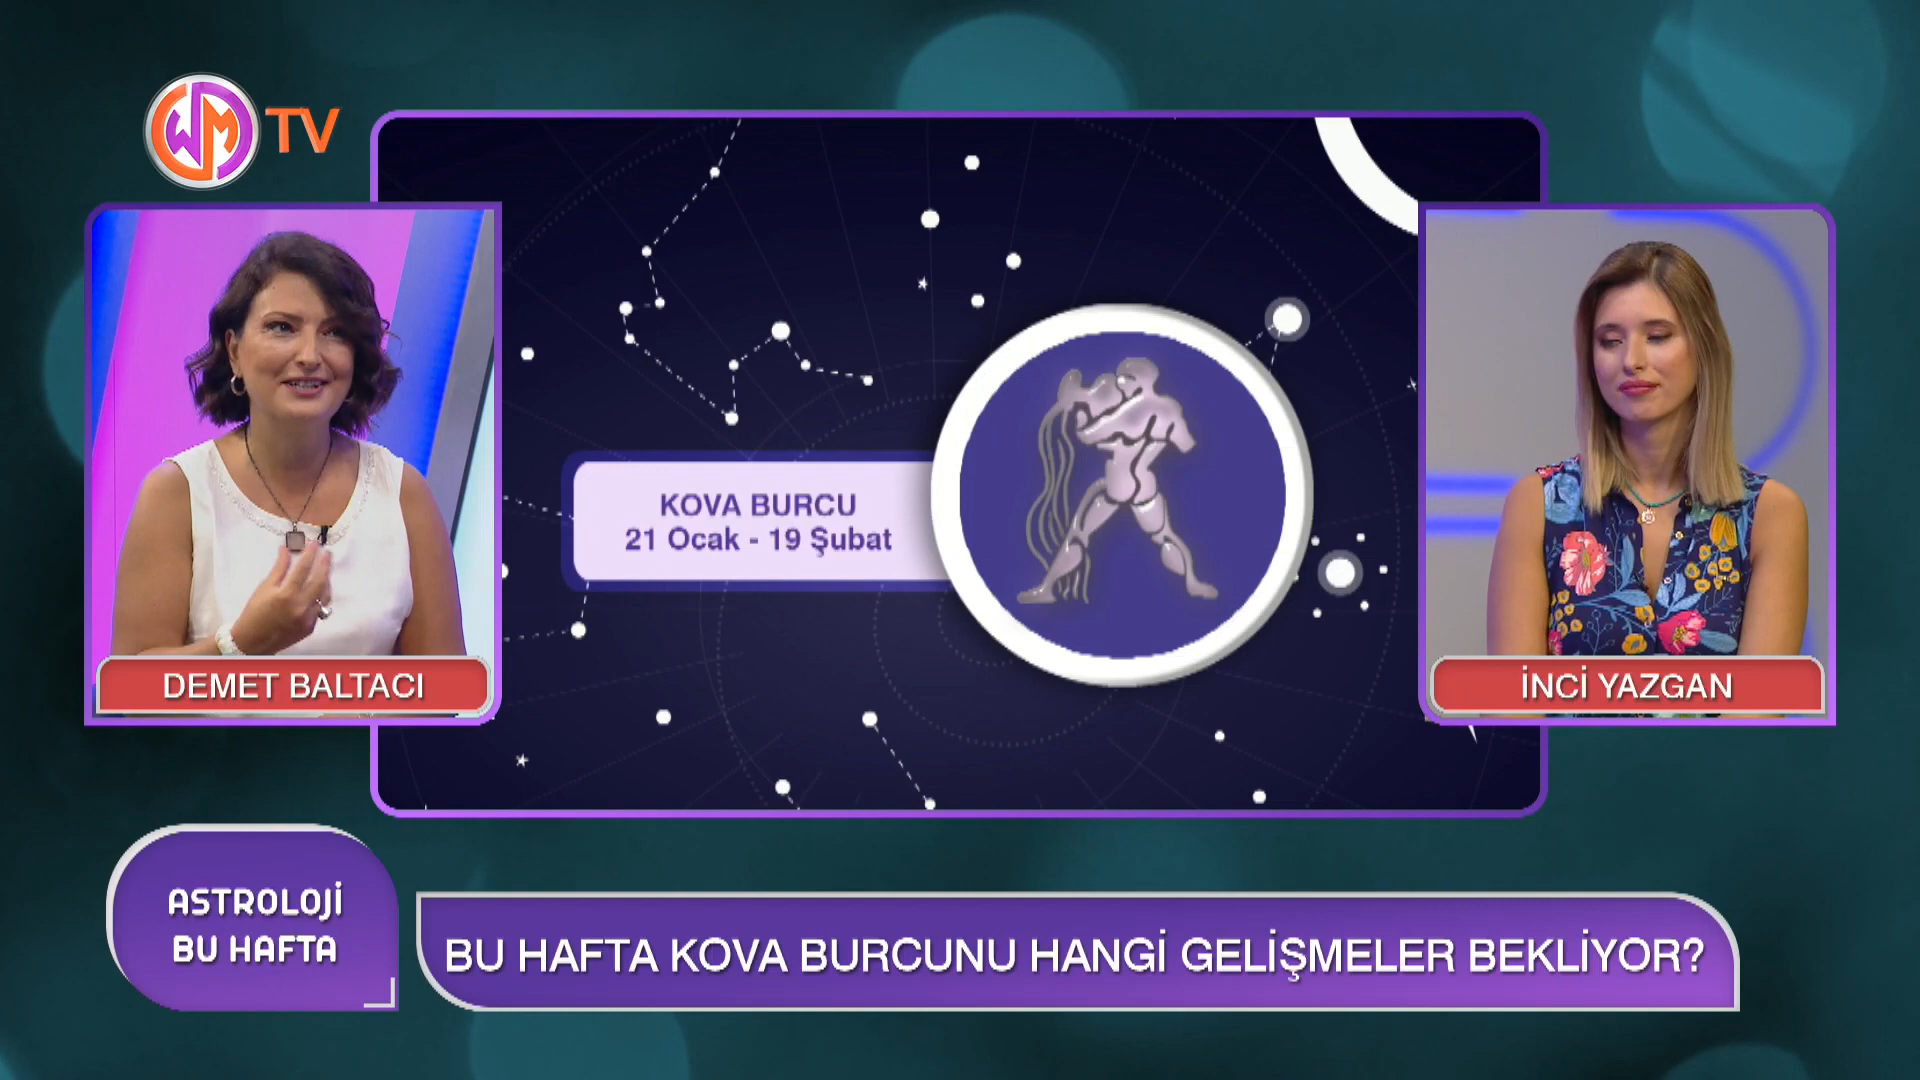 WM TV
KOVA BURCU
21 Ocak - 19 Şubat
DEMET BALTACI
İNCİ YAZGAN
ASTROLOJİ
BU HAFTA
BU HAFTA KOVA BURCUNU HANGİ GELİŞMELER BEKLİYOR?